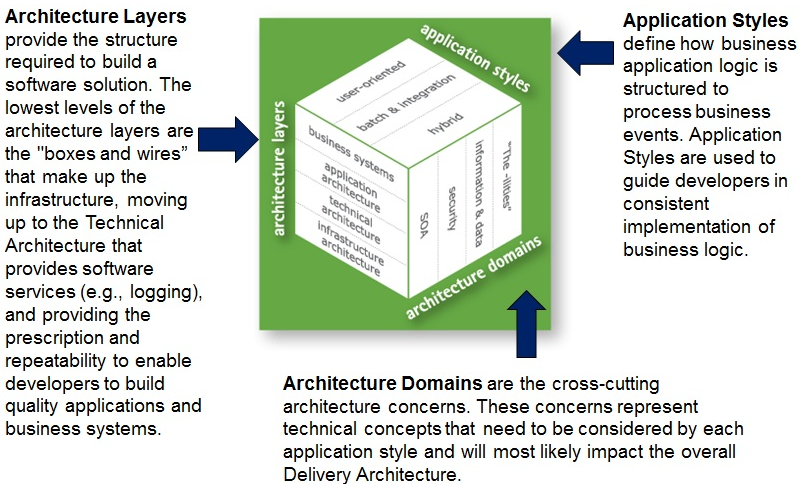 Architecture Layers
provide the structure
required to build a
software solution. The
lowest levels of the
architecture layers are
the "boxes and wires”
that make up the
infrastructure, moving
up to the Technical
Architecture that
provides software
services (e.g., logging),
and providing the
prescription and
repeatability to enable
developers to build
quality applications and
business systems.
architecture layers
application styles
user-oriented
batch & integration
hybrid
business systems
application
architecture
technical
architecture
infrastructure
architecture
SOA
security
information & data
"The -ilities"
architecture domains
Application Styles
define how business
application logic is
structured to
process business
events. Application
Styles are used to
guide developers in
consistent
implementation of
business logic.
Architecture Domains are the cross-cutting
architecture concerns. These concerns represent
technical concepts that need to be considered by each
application style and will most likely impact the overall
Delivery Architecture.